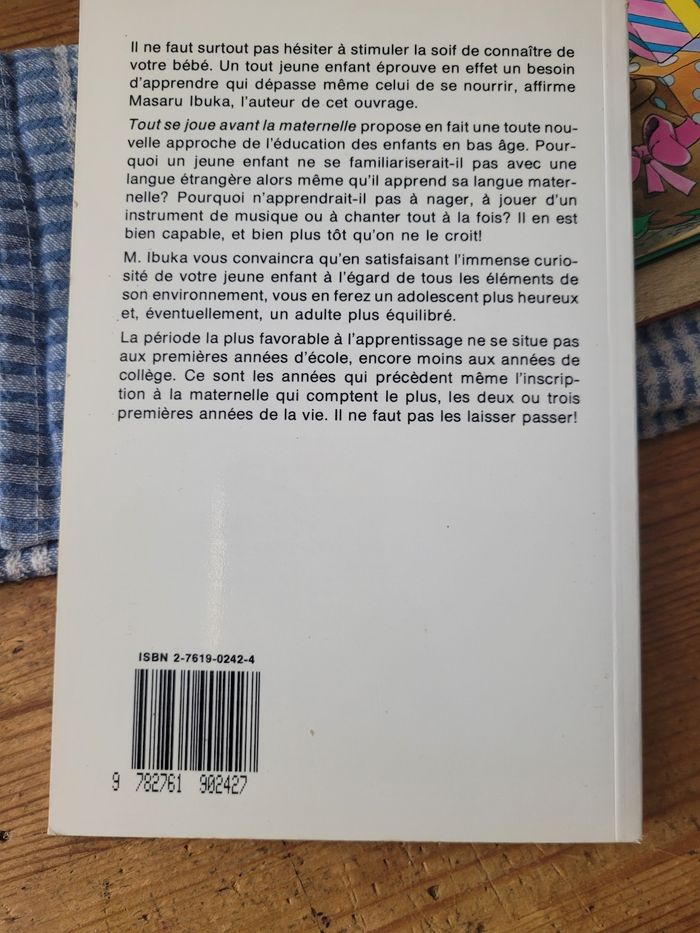 Il ne faut surtout pas hésiter à stimuler la soif de connaître de
votre bébé. Un tout jeune enfant éprouve en effet un besoin
d'apprendre qui dépasse même celui de se nourrir, affirme
Masaru Ibuka, l'auteur de cet ouvrage.
Tout se joue avant la maternelle propose en fait une toute nou-
velle approche de l'éducation des enfants en bas âge. Pour-
quoi un jeune enfant ne se familiariserait-il pas avec une
langue étrangère alors même qu'il apprend sa langue mater-
nelle? Pourquoi n'apprendrait-il pas à nager, à jouer d'un
instrument de musique ou à chanter tout à la fois? Il en est
bien capable, et bien plus tôt qu'on ne le croit!
M. Ibuka vous convaincra qu'en satisfaisant l'immense curio-
sité de votre jeune enfant à l'égard de tous les éléments de
son environnement, vous en ferez un adolescent plus heureux
et, éventuellement, un adulte plus équilibré.
La période la plus favorable à l'apprentissage ne se situe pas
aux premières années d'école, encore moins aux années de
collège. Ce sont les années qui précèdent même l'inscrip-
tion à la maternelle qui comptent le plus, les deux ou trois
premières années de la vie. Il ne faut pas les laisser passer!
ISBN 2-7619-0242-4
9 782761 902427